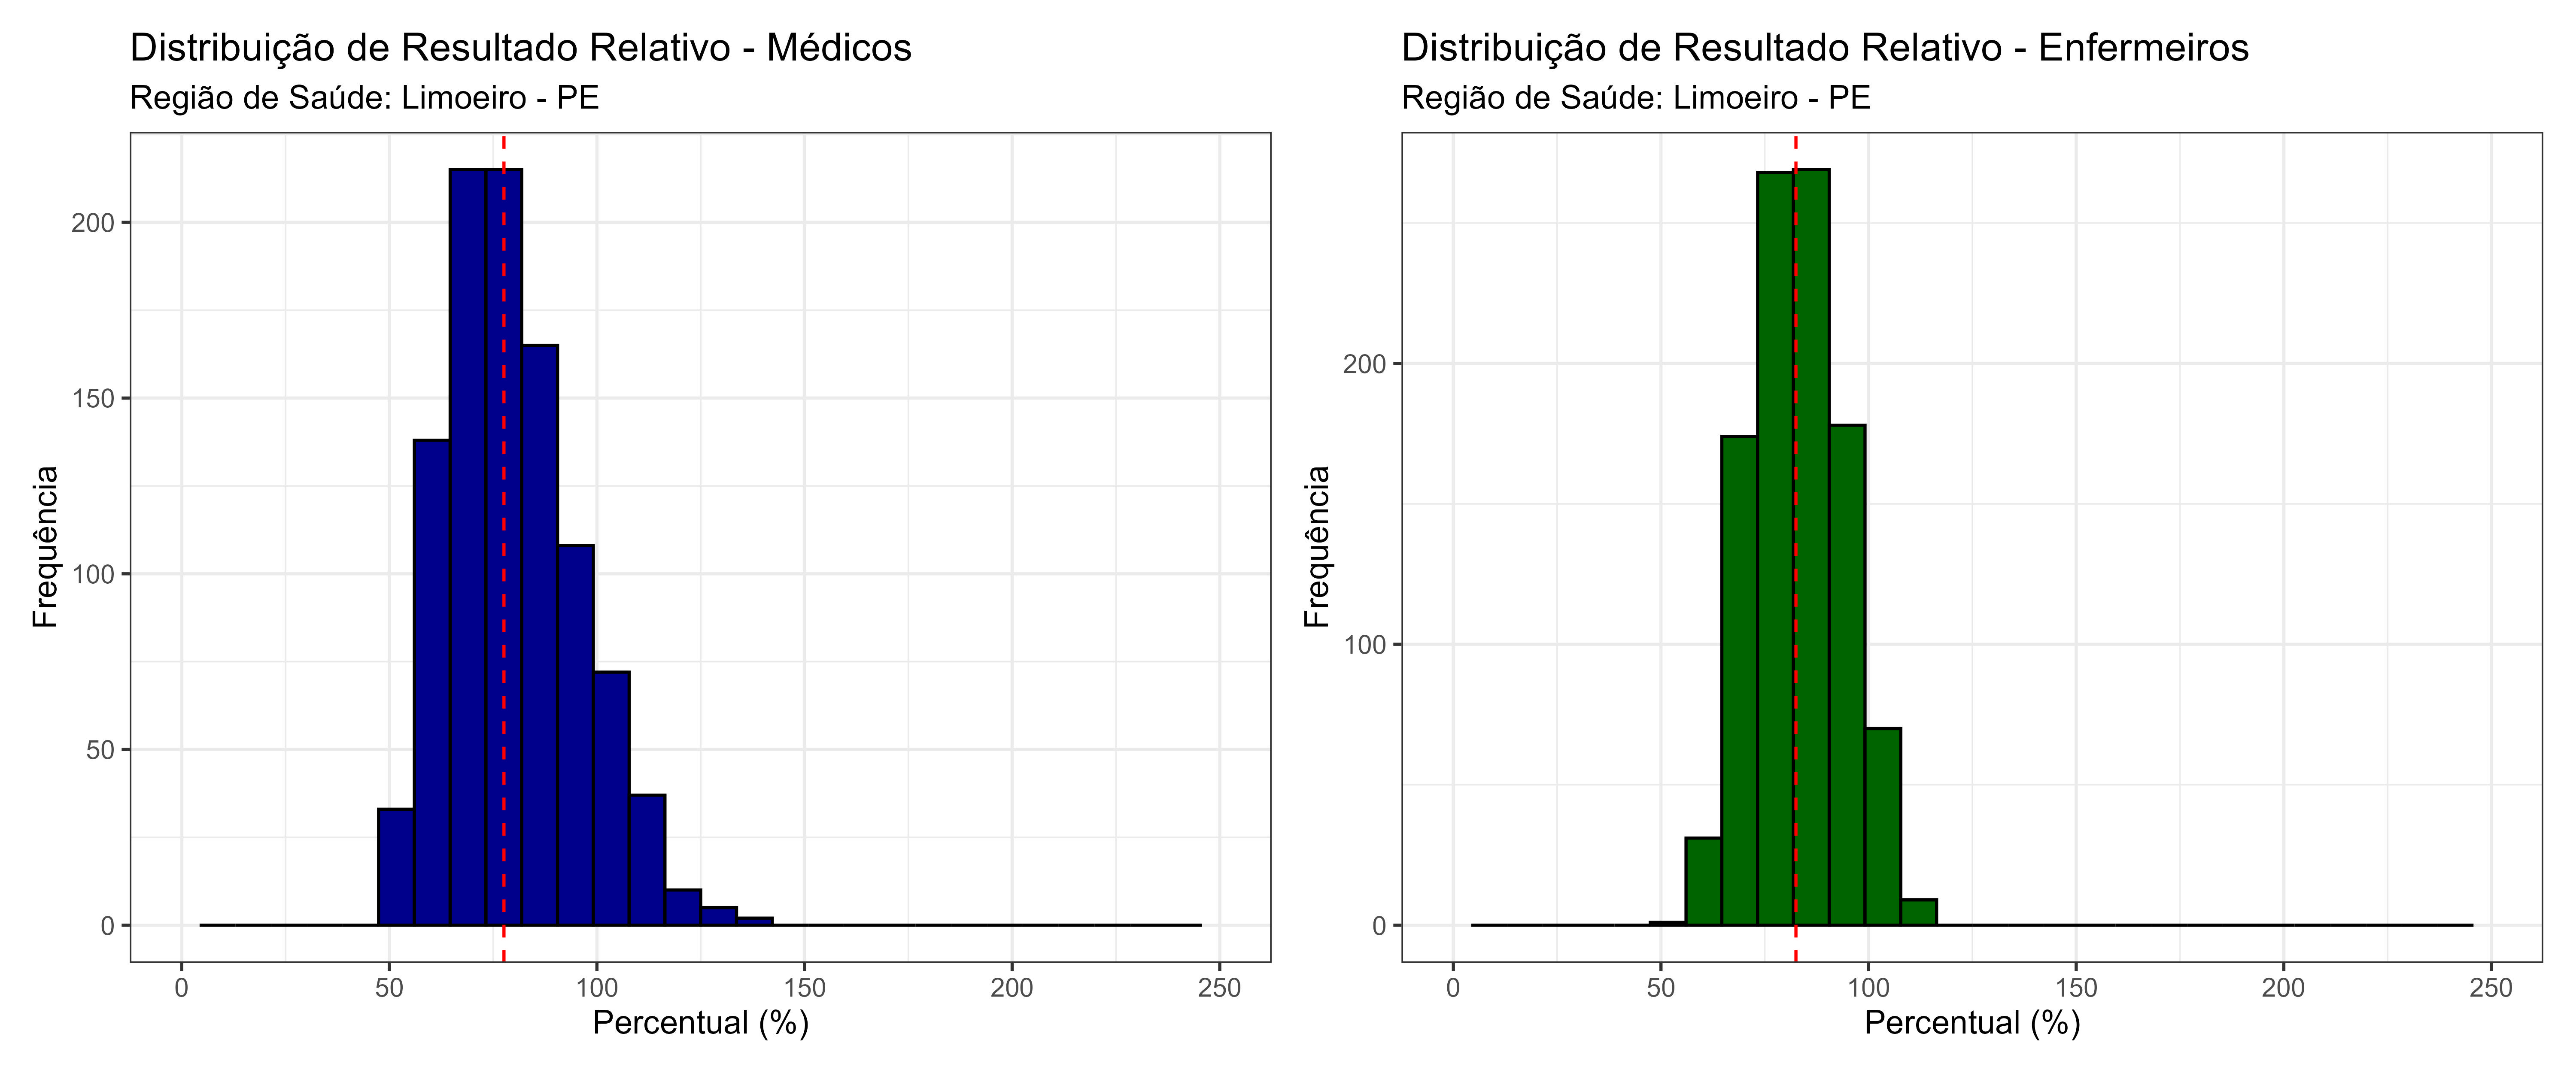 Distribuição de Resultado Relativo - Médicos
Região de Saúde: Limoeiro - PE
Frequência
200
150
100
50
0
0 50 100 150 200 250
Percentual (%)
Distribuição de Resultado Relativo - Enfermeiros
Região de Saúde: Limoeiro - PE
Frequência
200
100
0
0 50 100 150 200 250
Percentual (%)